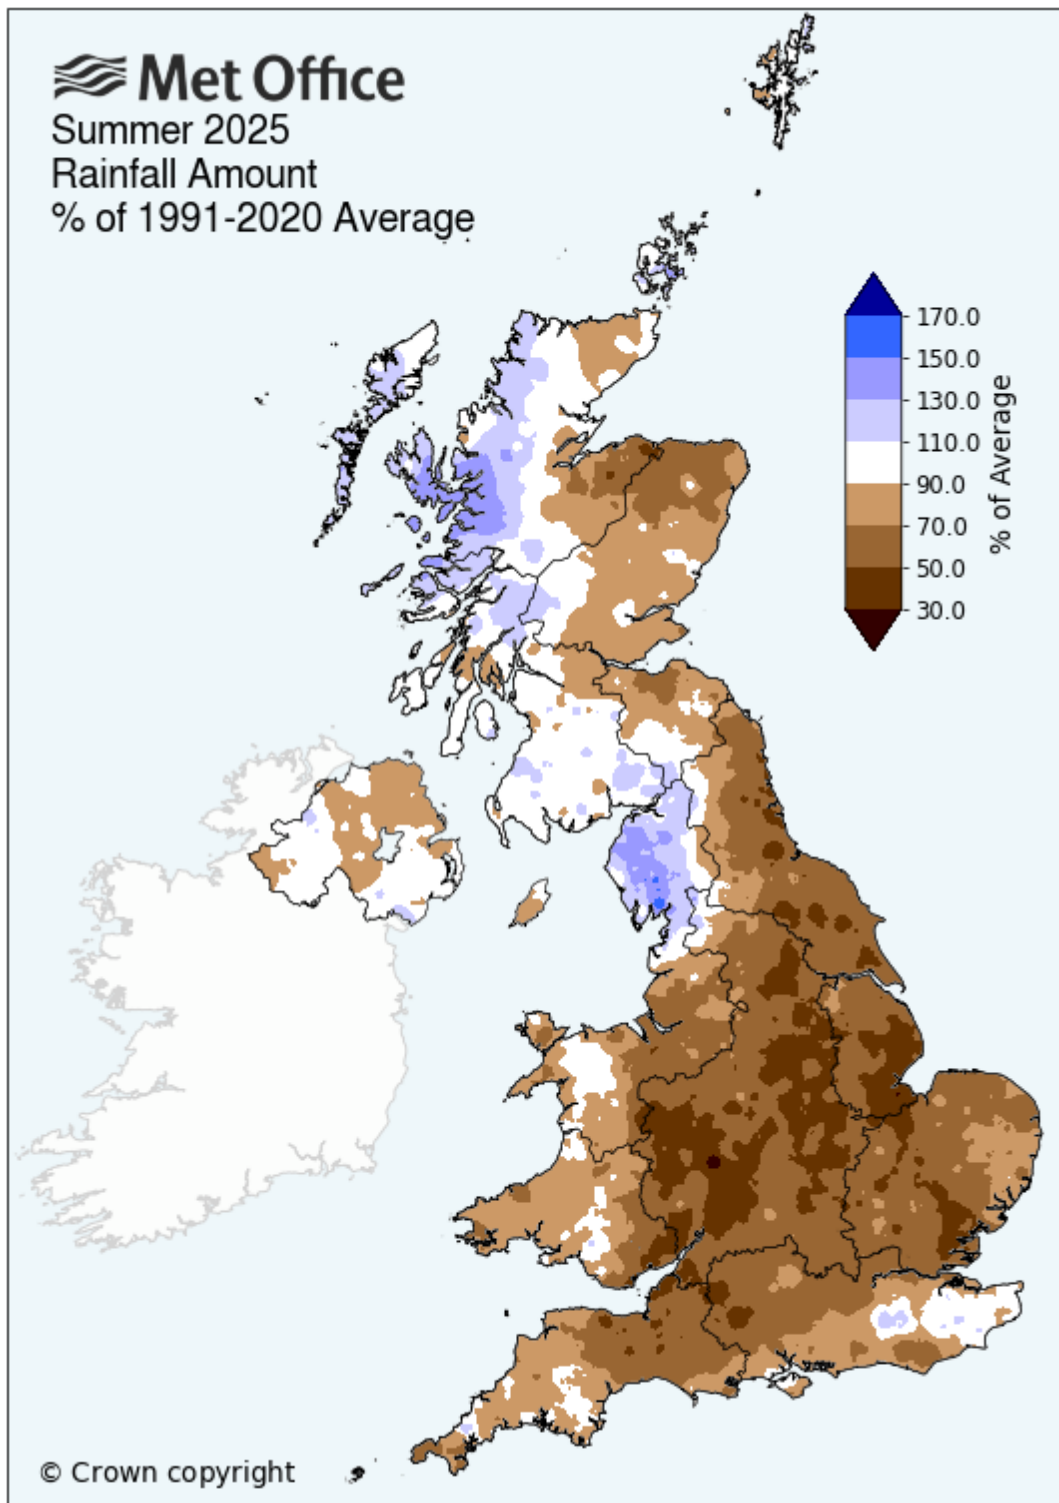 Met Office
Summer 2025
Rainfall Amount
% of 1991-2020 Average
170.0
150.0
130.0
110.0
90.0
70.0
50.0
30.0
% of Average
© Crown copyright